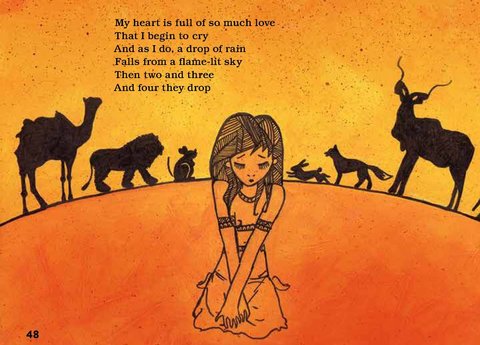 My heart is full of so much love
That I begin to cry
And as I do, a drop of rain
Falls from a flame-lit sky
Then two and three
And four they drop
48